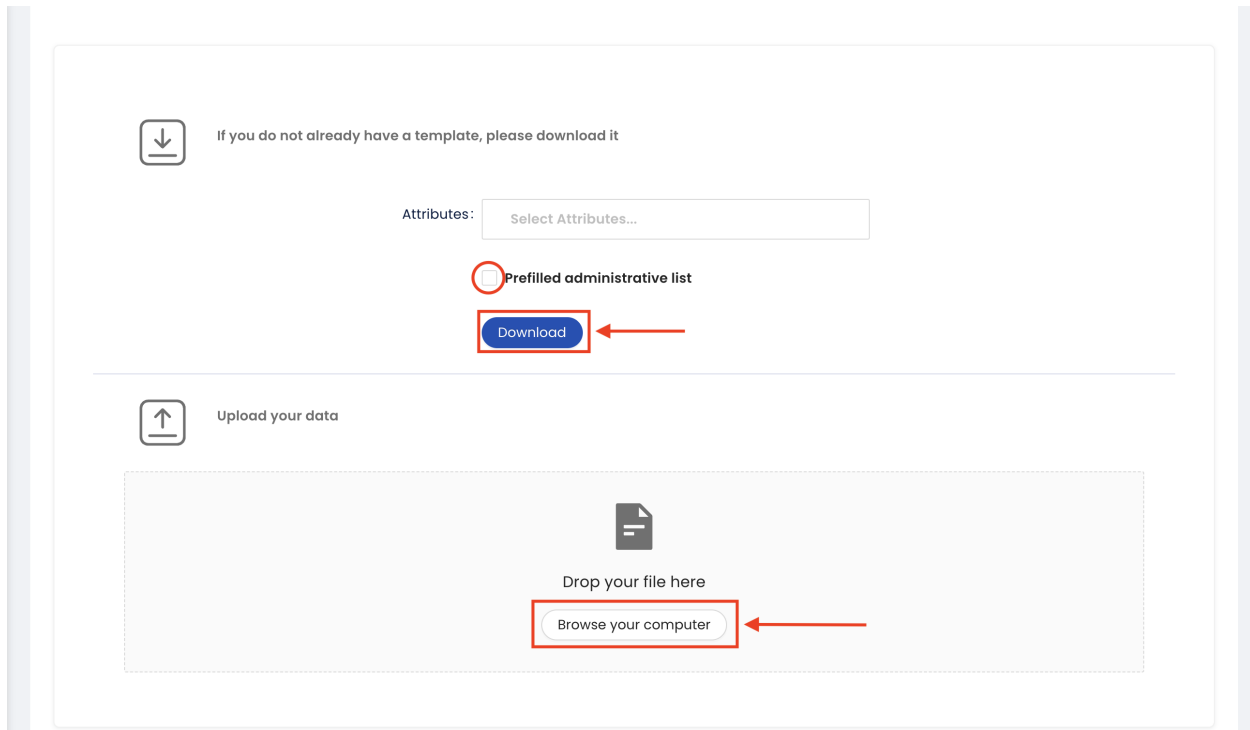 If you do not already have a template, please download it
Attributes:
Select Attributes...
Prefilled administrative list
Download
Upload your data
Drop your file here
Browse your computer